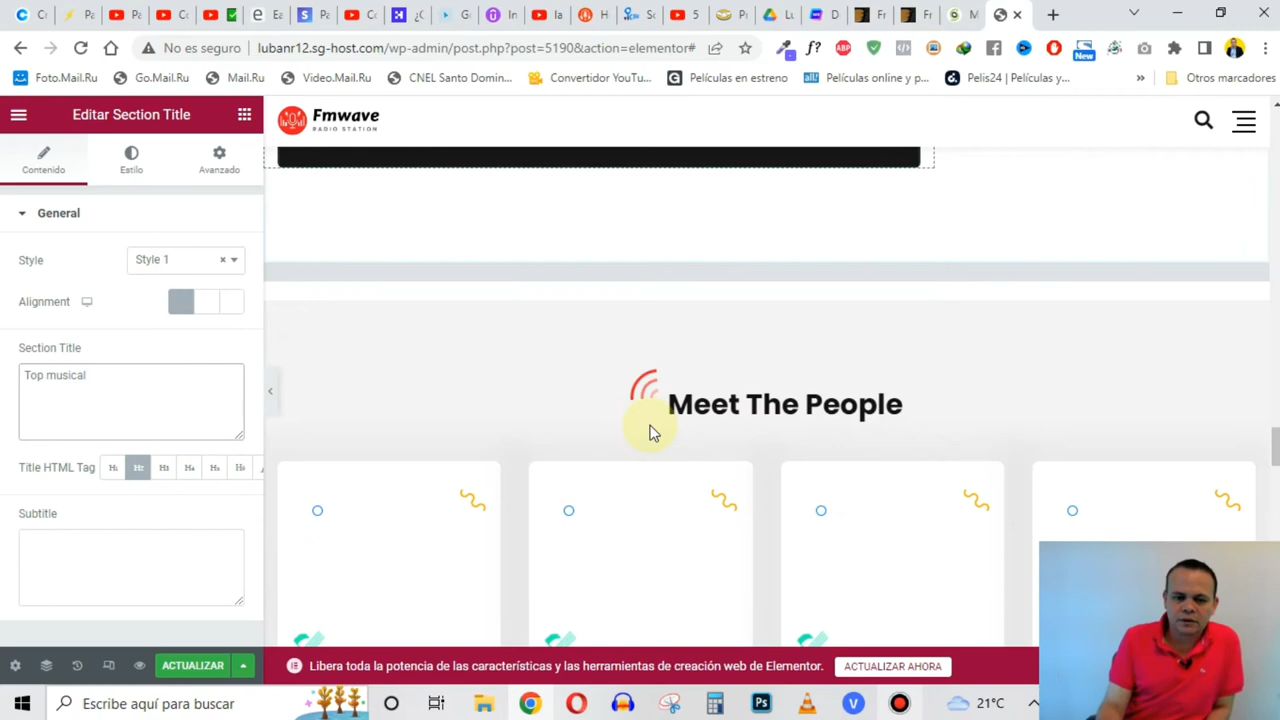 No es seguro
lubanr12.sg-host.com/wp-admin/post.php?post=5190&action=elementor#
ABP
New
Foto.Mail.Ru
Go.Mail.Ru
Mail.Ru
Video.Mail.Ru
CNEL Santo Domin...
Convertidor YouTu...
Películas en estreno
Películas online y p...
Pelis24 | Películas y...
»
Otros marcadores
Editar Section Title
Fmwave
RADIO STATION
Contenido
Estilo
Avanzado
General
Style
Style 1
Alignment
Section Title
Top musical
Meet The People
Title HTML Tag
Subtitle
ACTUALIZAR
Libera toda la potencia de las características y las herramientas de creación web de Elementor.
ACTUALIZAR AHORA
Escribe aquí para buscar
21°C